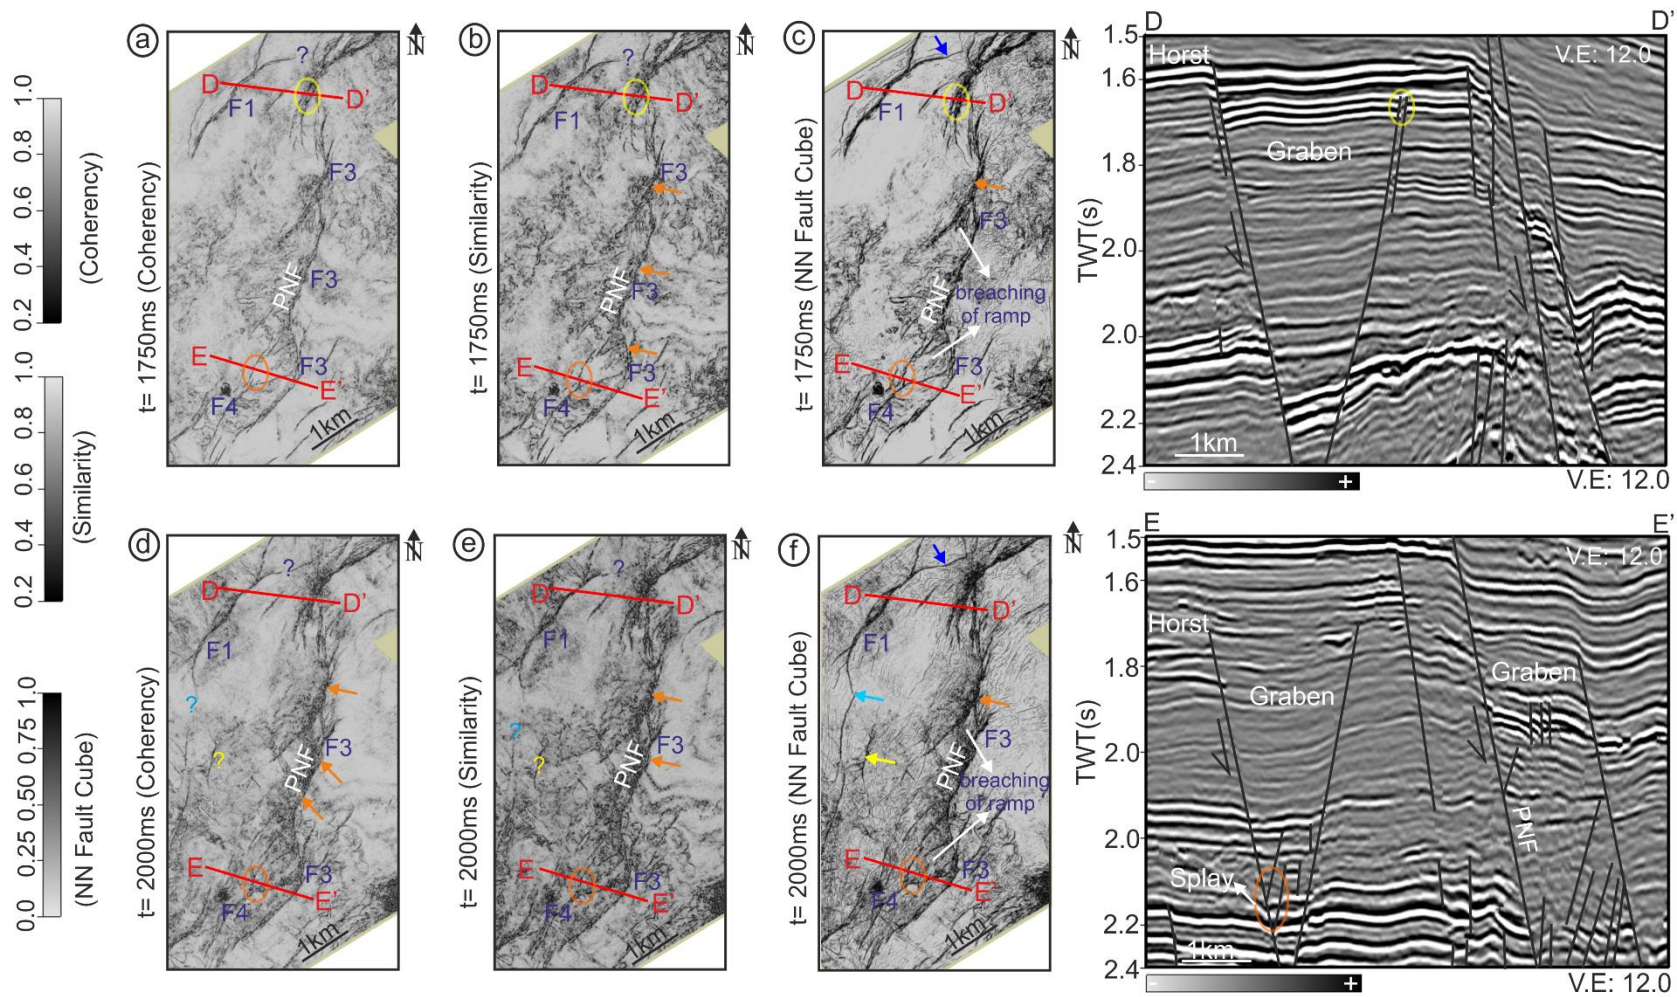 1.0
0.8
0.6
0.4
0.2
(Coherency)
1.0
0.8
0.6
0.4
0.2
(Similarity)
1.0
0.75
0.50
0.25
0.0
(NN Fault Cube)
a
N
t= 1750ms (Coherency)
?
D
D'
F1
F3
F3
PNF
E
F3
E'
F4
1km
b
N
t= 1750ms (Similarity)
?
D
D'
F1
F3
F3
PNF
E
F3
E'
F4
1km
c
N
t= 1750ms (NN Fault Cube)
D
D'
F1
F3
PNF
breaching
of ramp
E
F3
E'
F4
1km
D
D'
1.5
1.6
1.8
2.0
2.0
2.2
2.4
TWT(s)
Horst
V.E: 12.0
Graben
1km
-
+
V.E: 12.0
d
N
t= 2000ms (Coherency)
?
D
D'
F1
?
?
F3
PNF
E
F3
E'
F4
1km
e
N
t= 2000ms (Similarity)
?
D
D'
F1
?
?
F3
PNF
E
F3
E'
F4
1km
f
N
t= 2000ms (NN Fault Cube)
D
D'
F1
F3
PNF
breaching
of ramp
E
F3
E'
F4
1km
E
E'
1.5
1.6
1.8
2.0
2.0
2.2
2.4
TWT(s)
V.E: 12.0
Horst
Graben
Graben
PNF
Splay
1km
-
+
V.E: 12.0